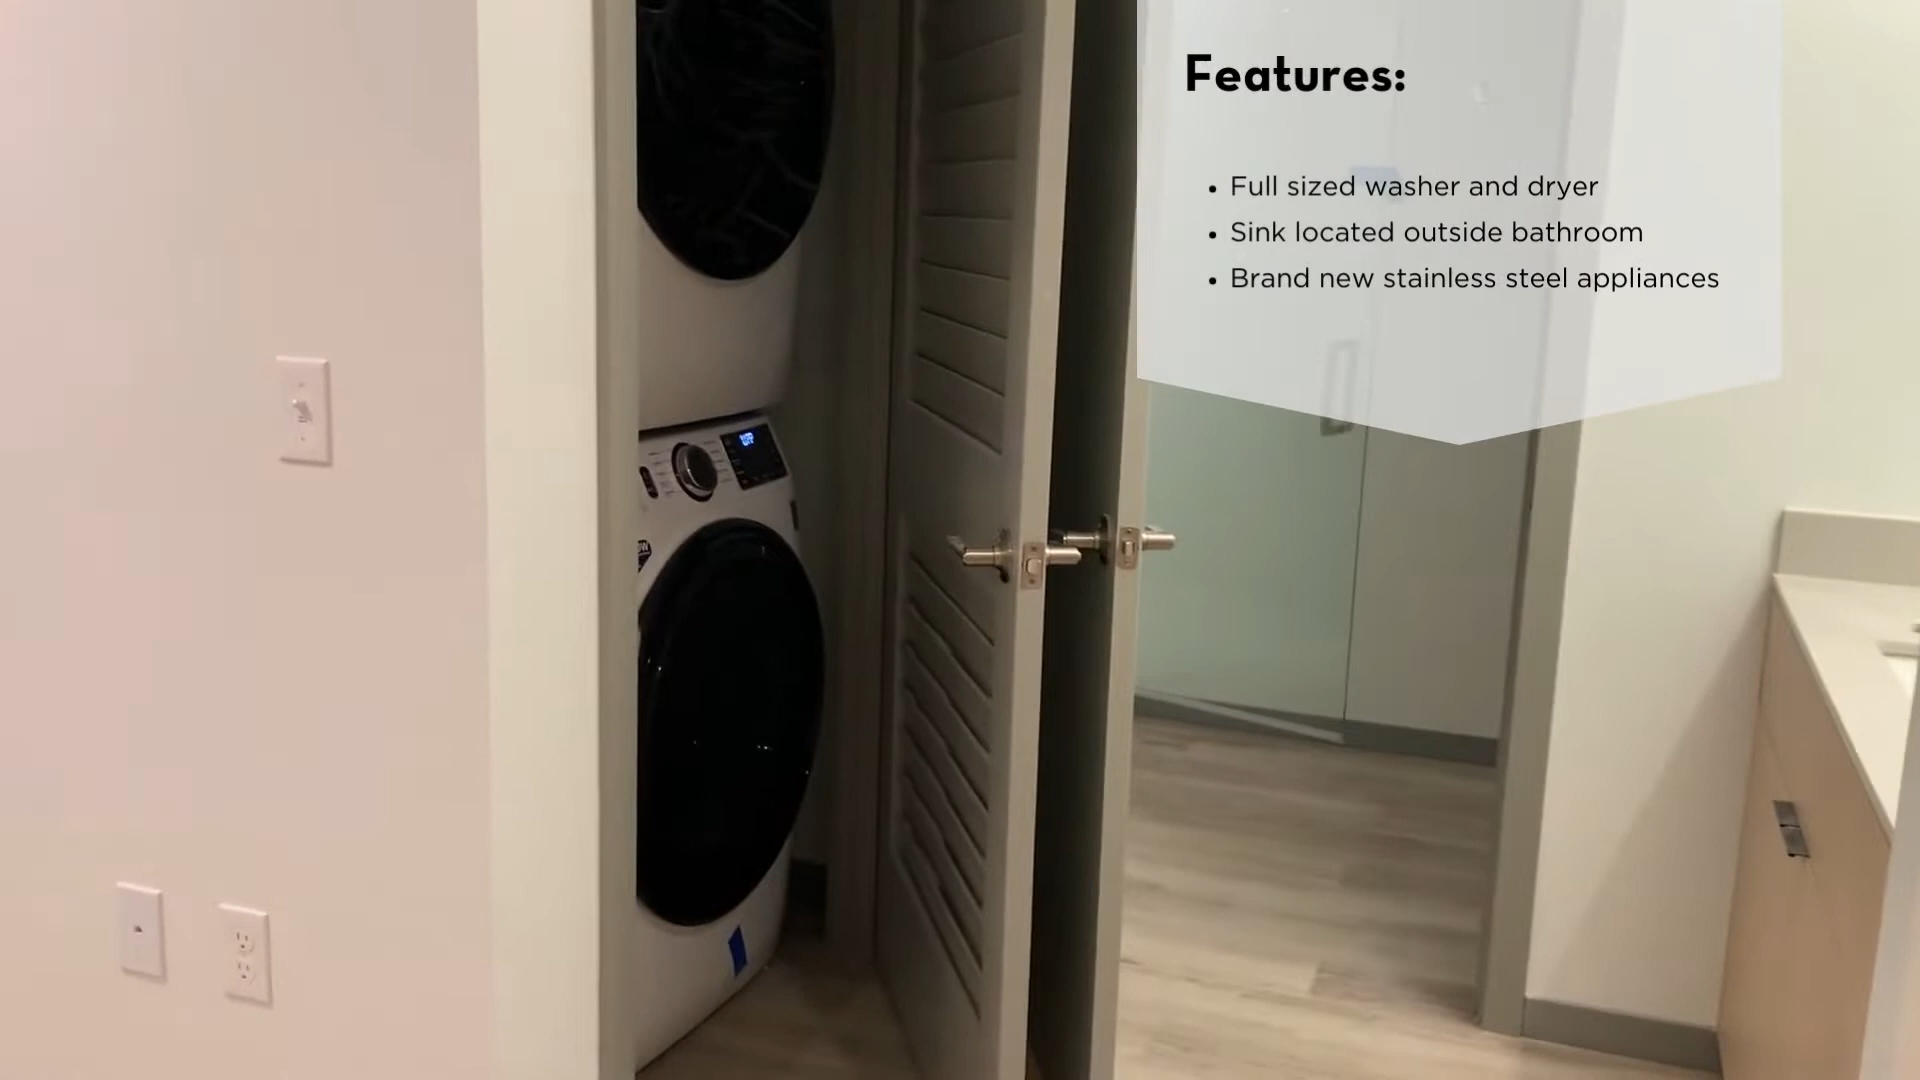 Features:
• Full sized washer and dryer
• Sink located outside bathroom
• Brand new stainless steel appliances